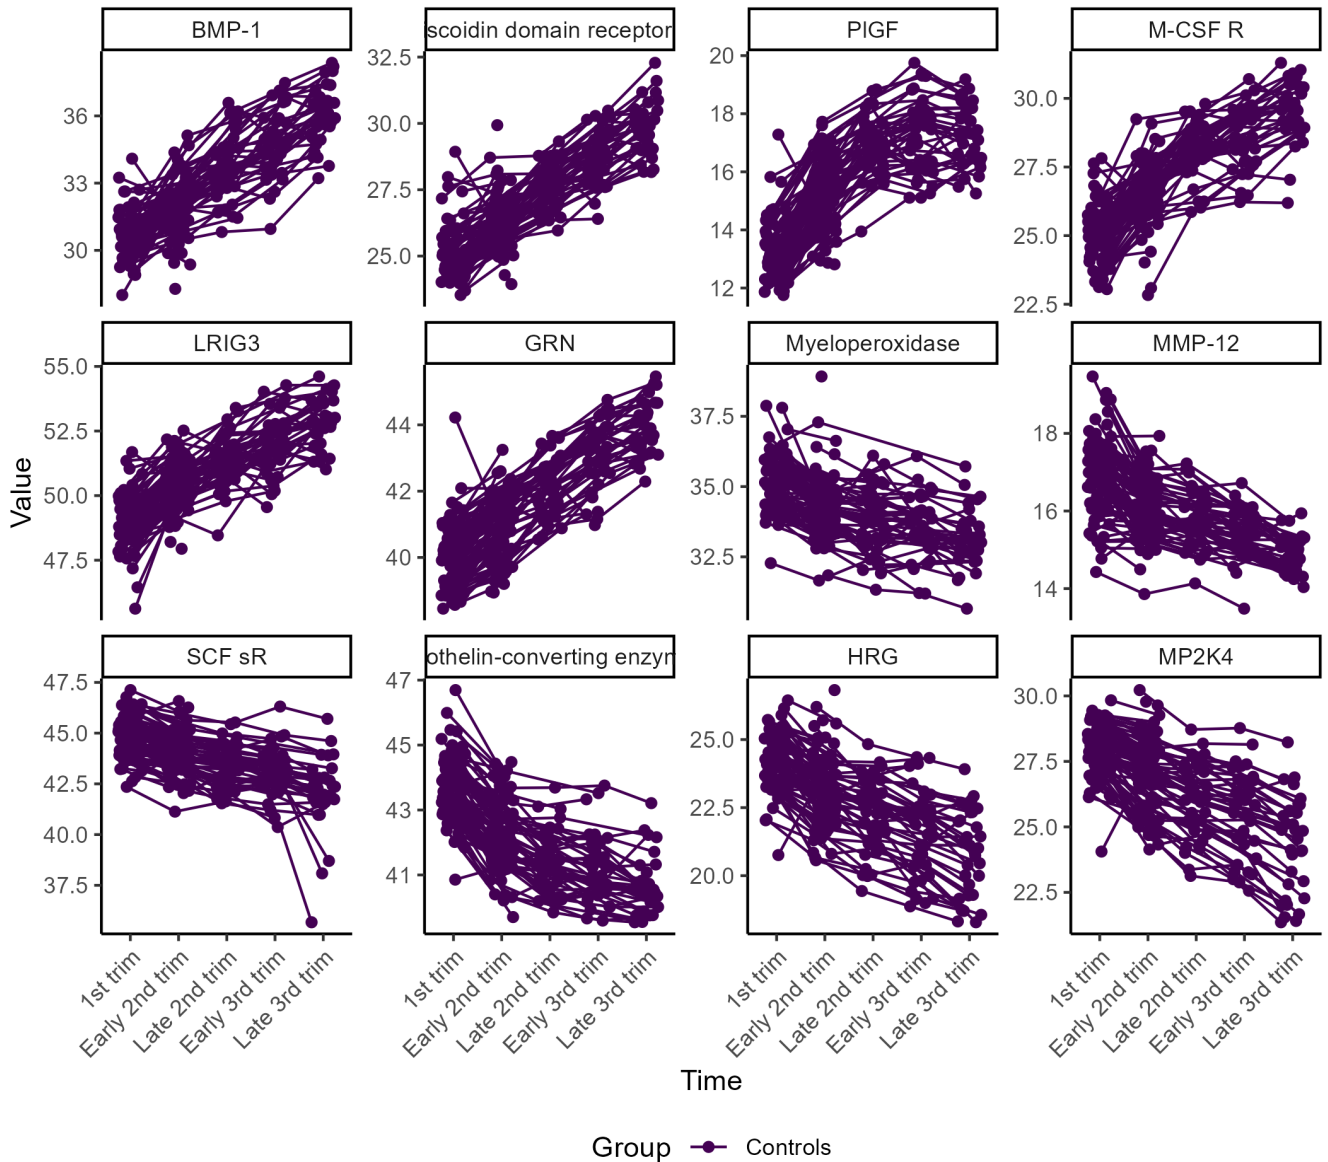 BMP-1
scoidin domain receptor
PlGF
M-CSF R
36
33
30
32.5
30.0
27.5
25.0
20
18
16
14
12
30.0
27.5
25.0
22.5
LRIG3
GRN
Myeloperoxidase
MMP-12
55.0
52.5
50.0
47.5
44
42
40
37.5
35.0
32.5
18
16
14
Value
SCF sR
othelin-converting enzyn
HRG
MP2K4
47.5
45.0
42.5
40.0
37.5
47
45
43
41
25.0
22.5
20.0
30.0
27.5
25.0
22.5
1st trim
Early 2nd trim
Late 2nd trim
Early 3rd trim
Late 3rd trim
1st trim
Early 2nd trim
Late 2nd trim
Early 3rd trim
Late 3rd trim
1st trim
Early 2nd trim
Late 2nd trim
Early 3rd trim
Late 3rd trim
1st trim
Early 2nd trim
Late 2nd trim
Early 3rd trim
Late 3rd trim
Time
Group Controls